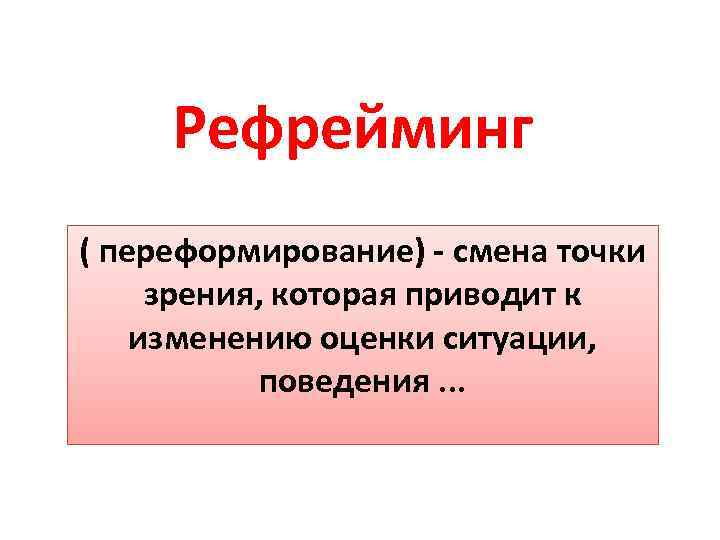 Рефрейминг
( переформирование) - смена точки
зрения, которая приводит к
изменению оценки ситуации,
поведения ...